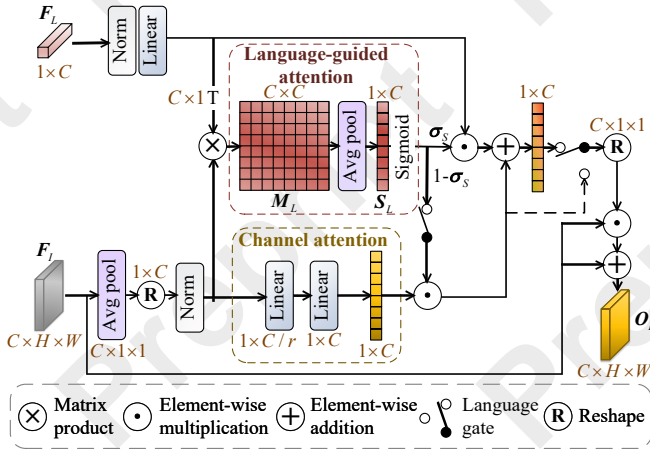 F_L
1×C
Norm
Linear
C×1 T
Language-guided
attention
C×C
1×C
Avg pool
Sigmoid
M_L
S_L
σ_S
1-σ_S
1×C
C×1×1
R
F_I
C×H×W
Avg pool
C×1×1
1×C
R
Norm
Channel attention
Linear
Linear
1×C/r
1×C
1×C
C×H×W
Matrix
product
Element-wise
multiplication
Element-wise
addition
Language
gate
R Reshape
Preprint